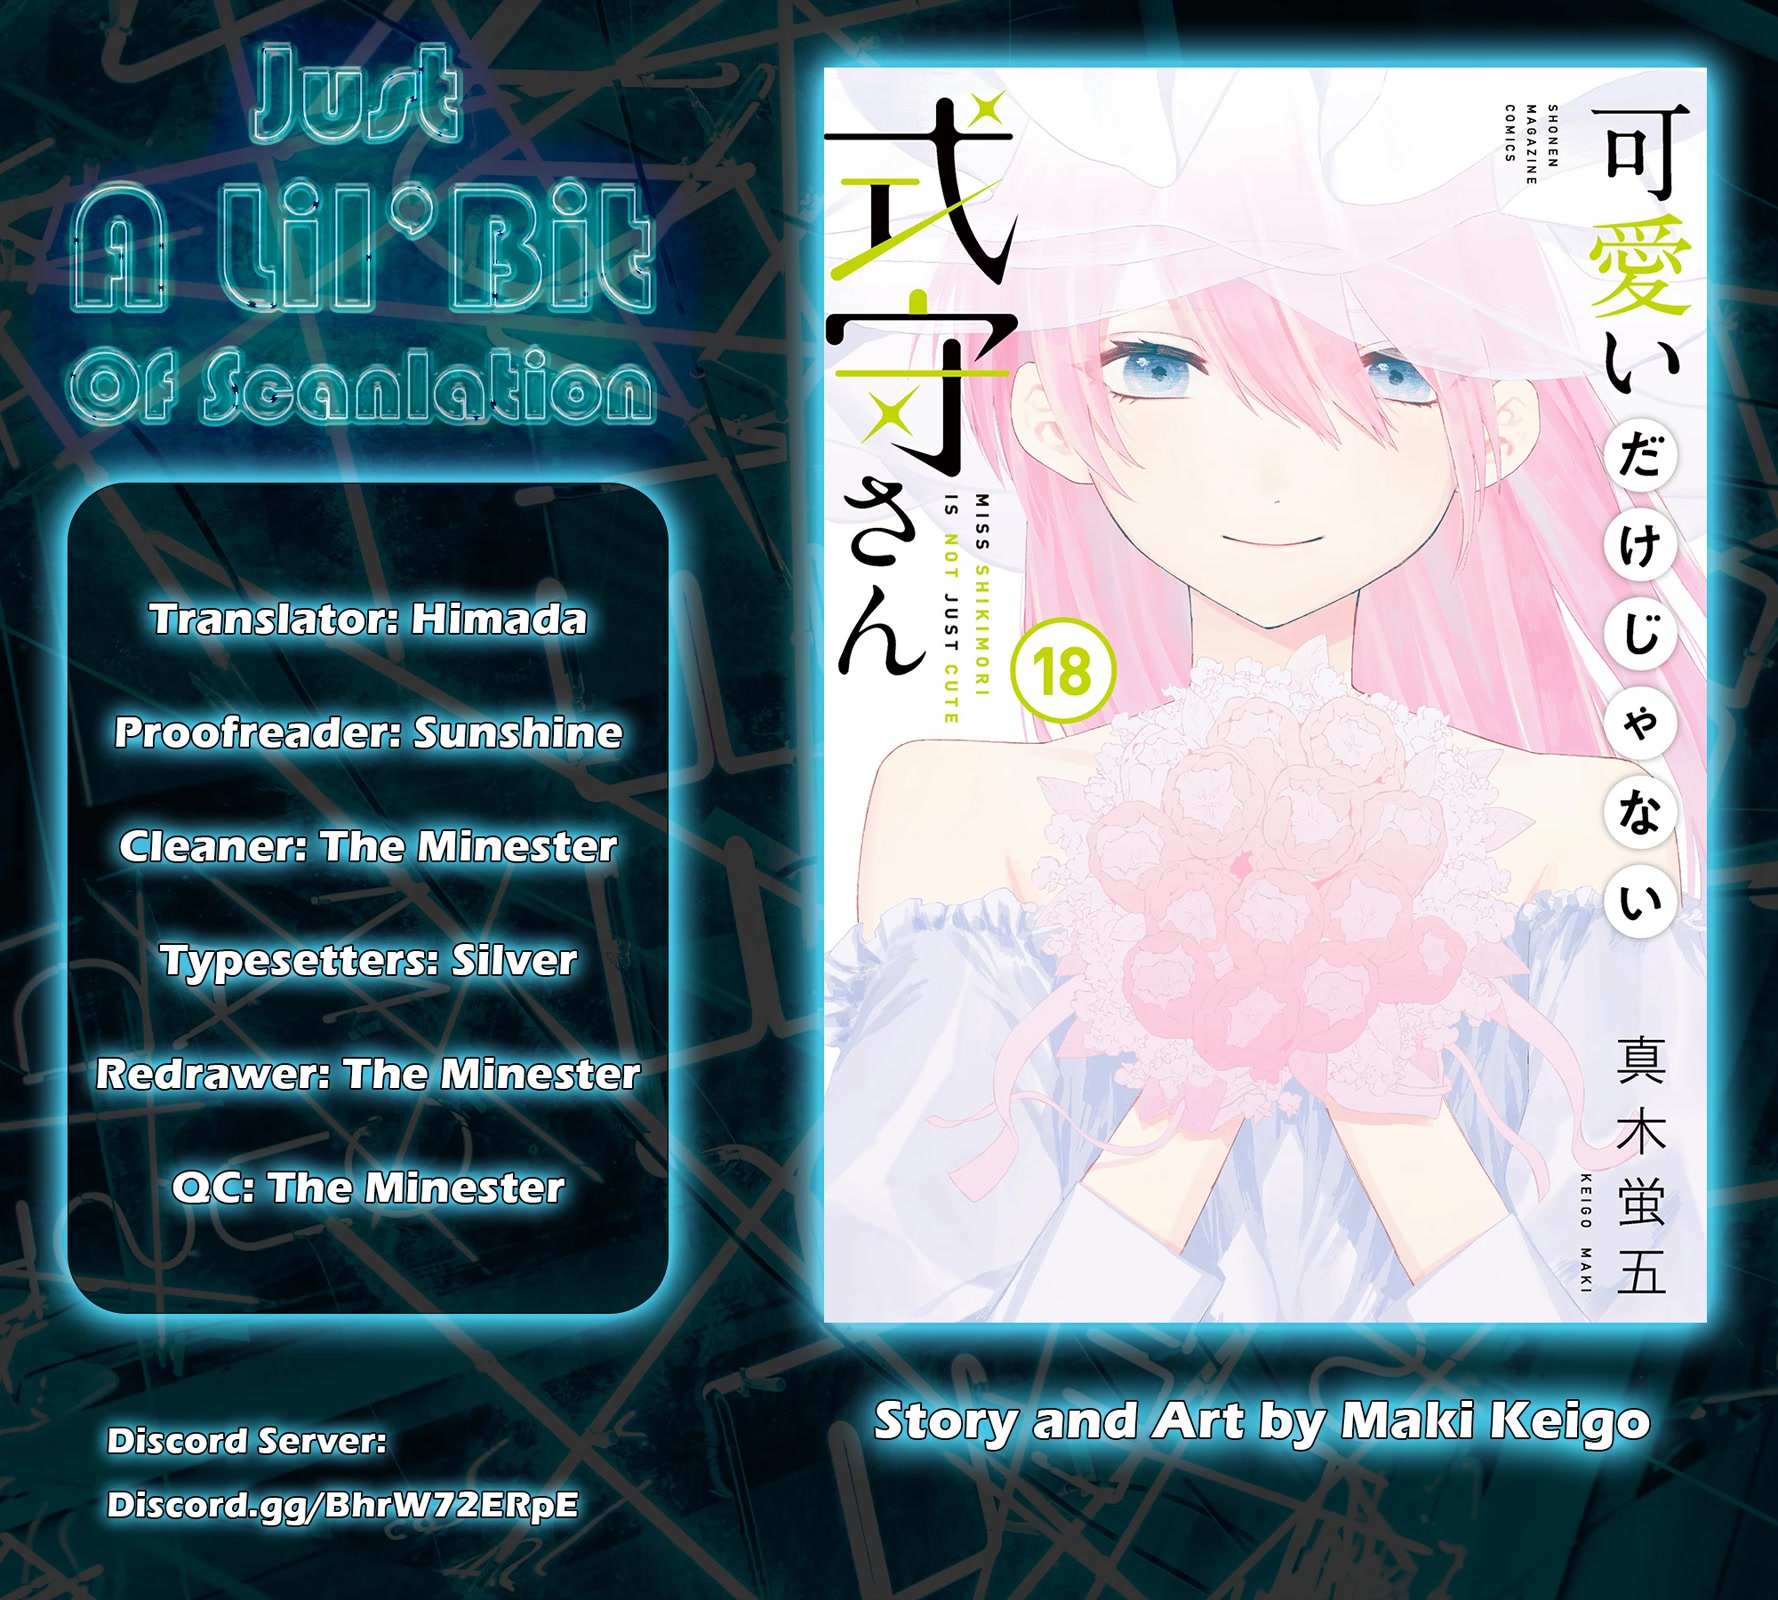 Just
A Lil' Bit
Of Scanlation
Translator: Himada
Proofreader: Sunshine
Cleaner: The Minester
Typesetters: Silver
Redrawer: The Minester
QC: The Minester
Discord Server:
Discord.gg/BhrW72ERpE
可愛いだけじゃない
式守さん
SHONEN
MAGAZINE
COMICS
MISS SHIKIMORI
IS NOT JUST CUTE
18
真木蛍五
KEIGO MAKI
Story and Art by Maki Keigo